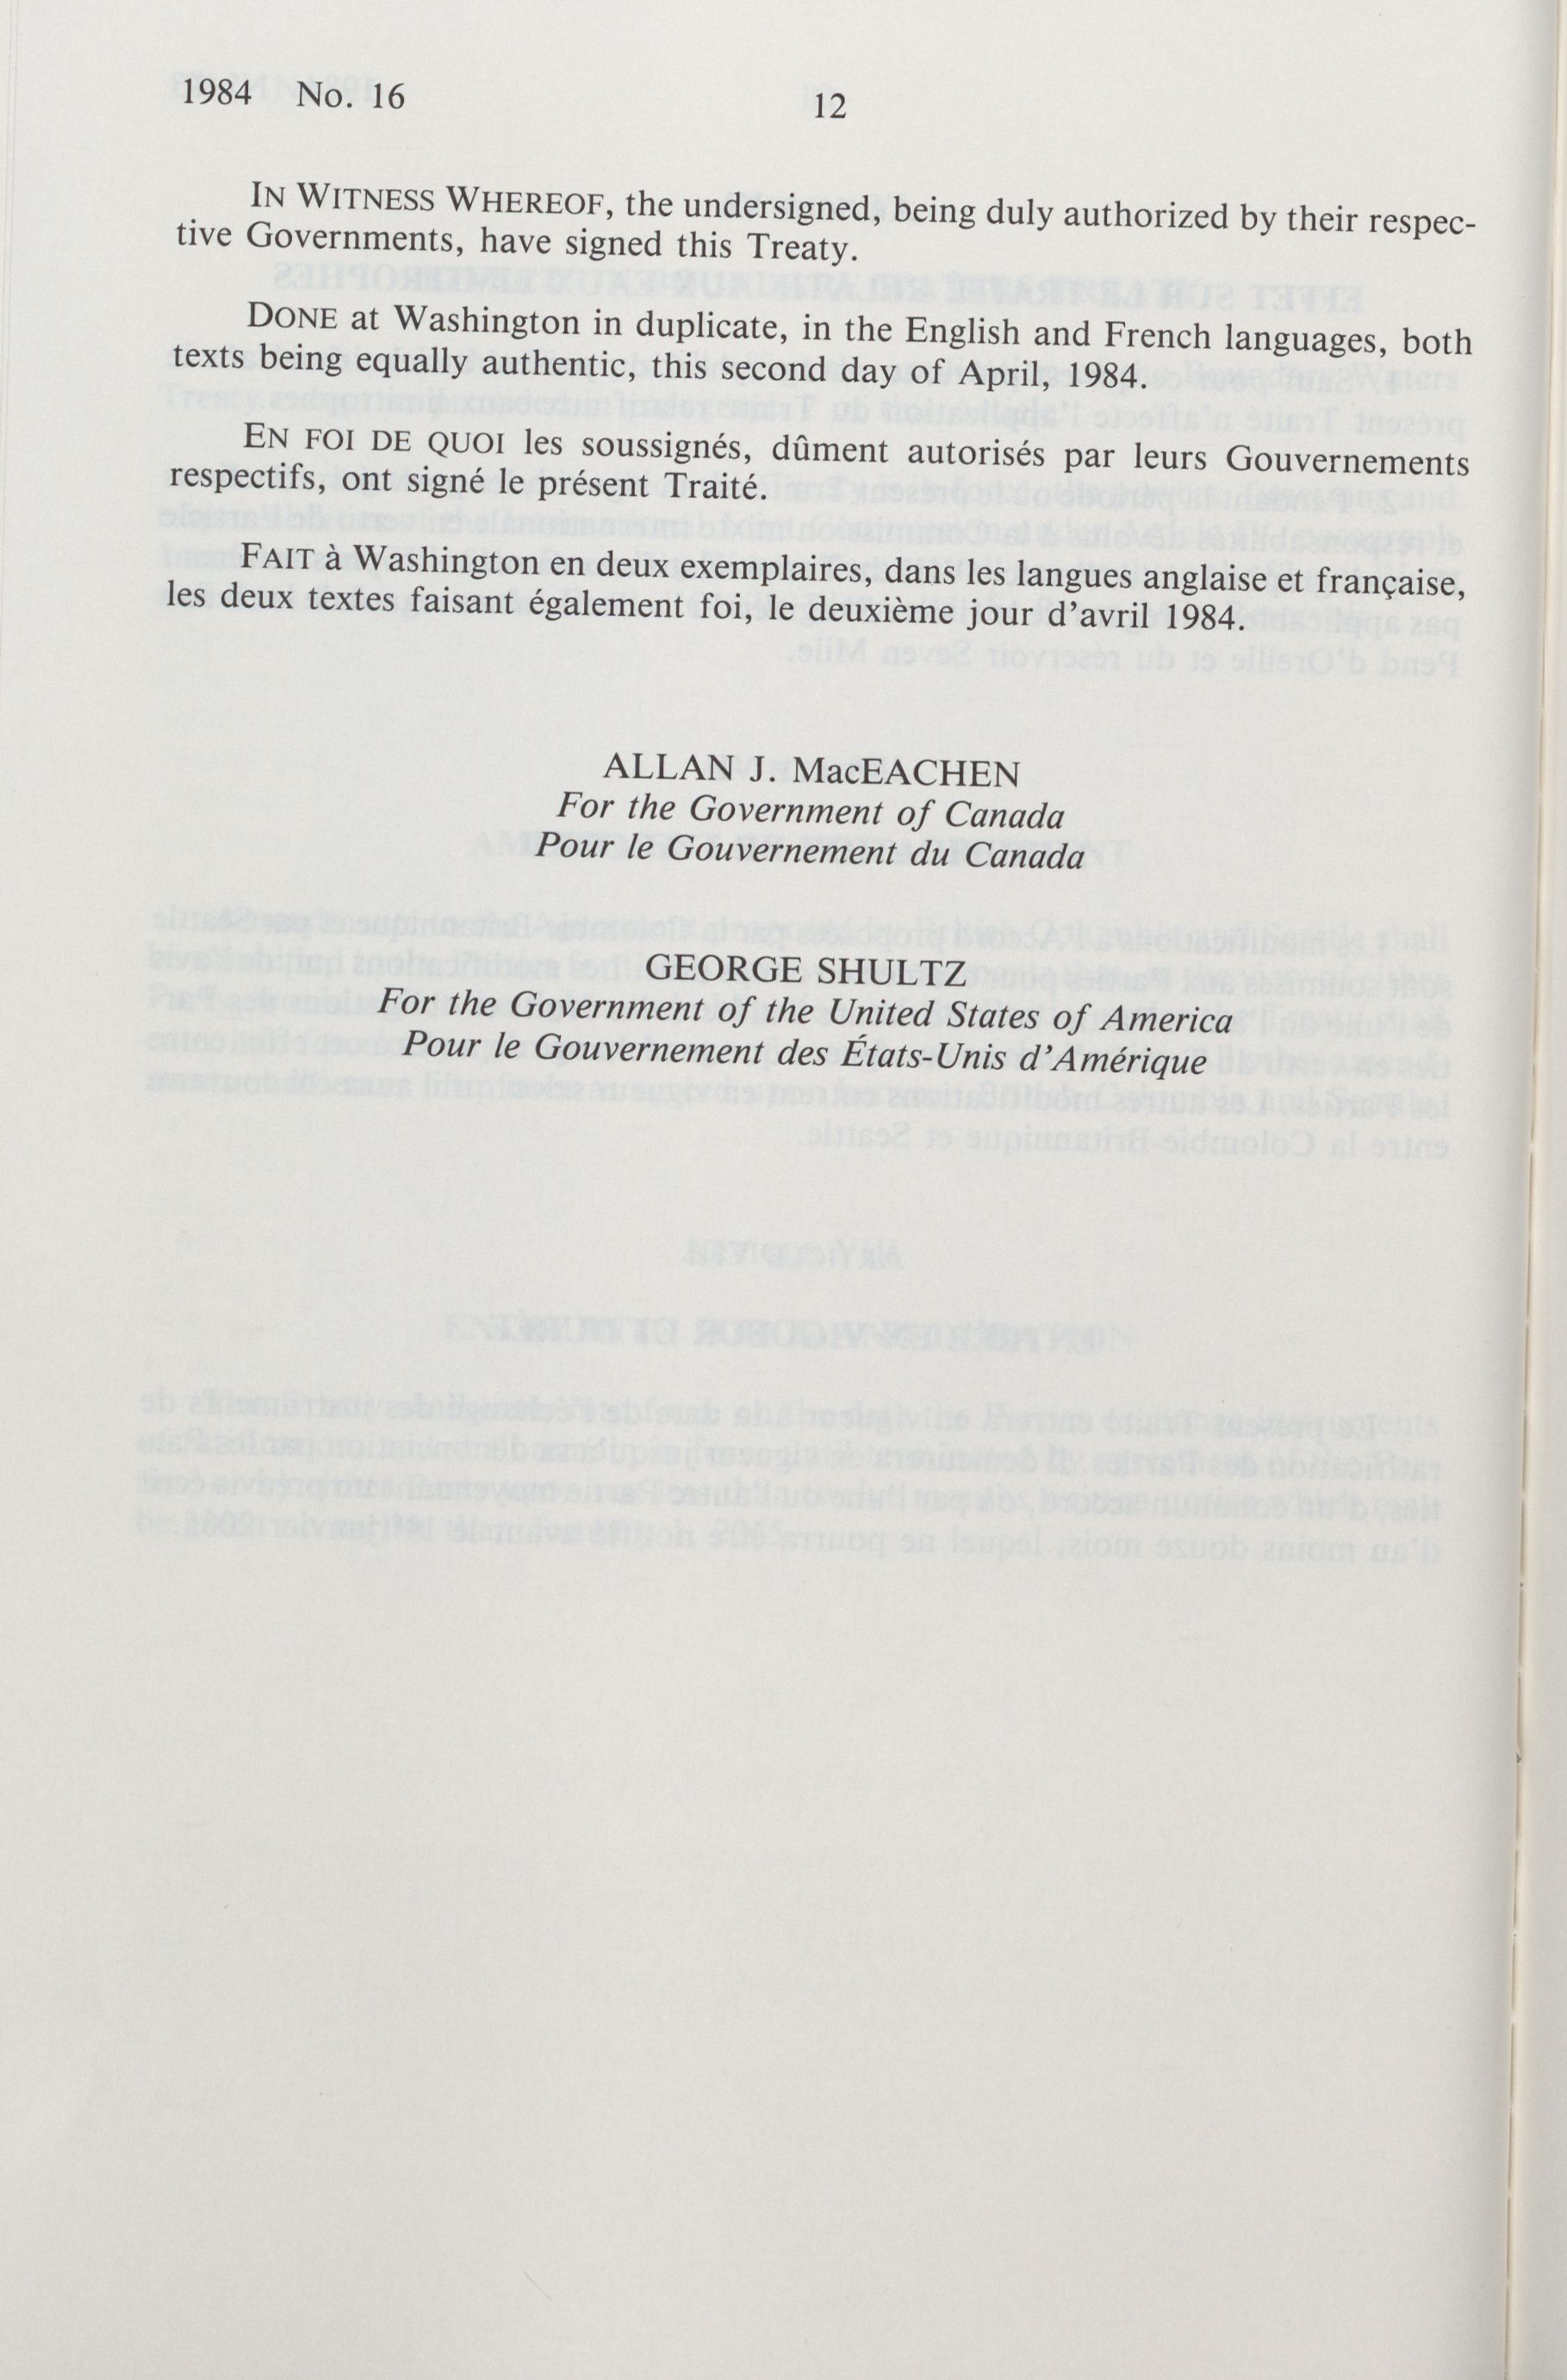 1984 No. 16
12
IN WITNESS WHEREOF, the undersigned, being duly authorized by their respec-
tive Governments, have signed this Treaty.
DONE at Washington in duplicate, in the English and French languages, both
texts being equally authentic, this second day of April, 1984.
EN FOI DE QUOI les soussignés, dûment autorisés par leurs Gouvernements
respectifs, ont signé le présent Traité.
FAIT à Washington en deux exemplaires, dans les langues anglaise et française,
les deux textes faisant également foi, le deuxième jour d'avril 1984.
ALLAN J. MacEACHEN
For the Government of Canada
Pour le Gouvernement du Canada
GEORGE SHULTZ
For the Government of the United States of America
Pour le Gouvernement des États-Unis d'Amérique